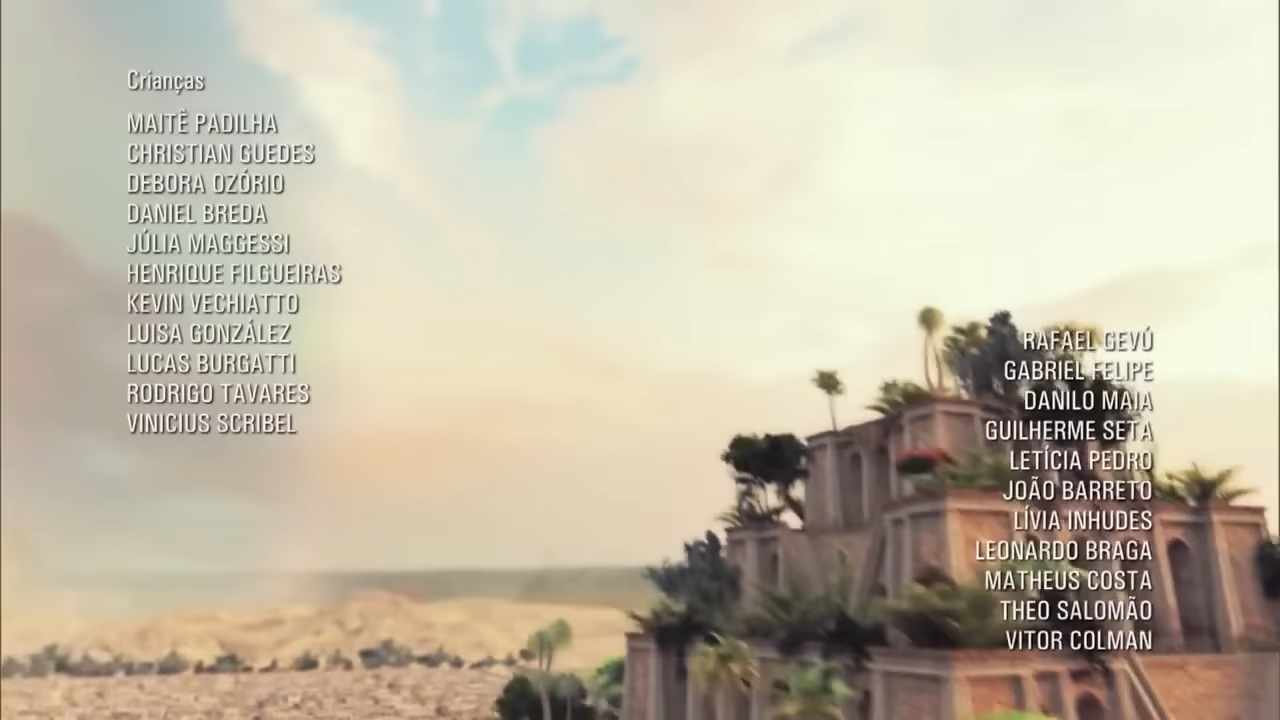 Crianças
MAITÊ PADILHA
CHRISTIAN GUEDES
DEBORA OZÓRIO
DANIEL BREDA
JÚLIA MAGGESSI
HENRIQUE FILGUEIRAS
KEVIN VECHIATTO
LUISA GONZÁLEZ
LUCAS BURGATTI
RODRIGO TAVARES
VINICIUS SCRIBEL
RAFAEL GEVÚ
GABRIEL FELIPE
DANILO MAIA
GUILHERME SETA
LETÍCIA PEDRO
JOÃO BARRETO
LÍVIA INHUDES
LEONARDO BRAGA
MATHEUS COSTA
THEO SALOMÃO
VITOR COLMAN